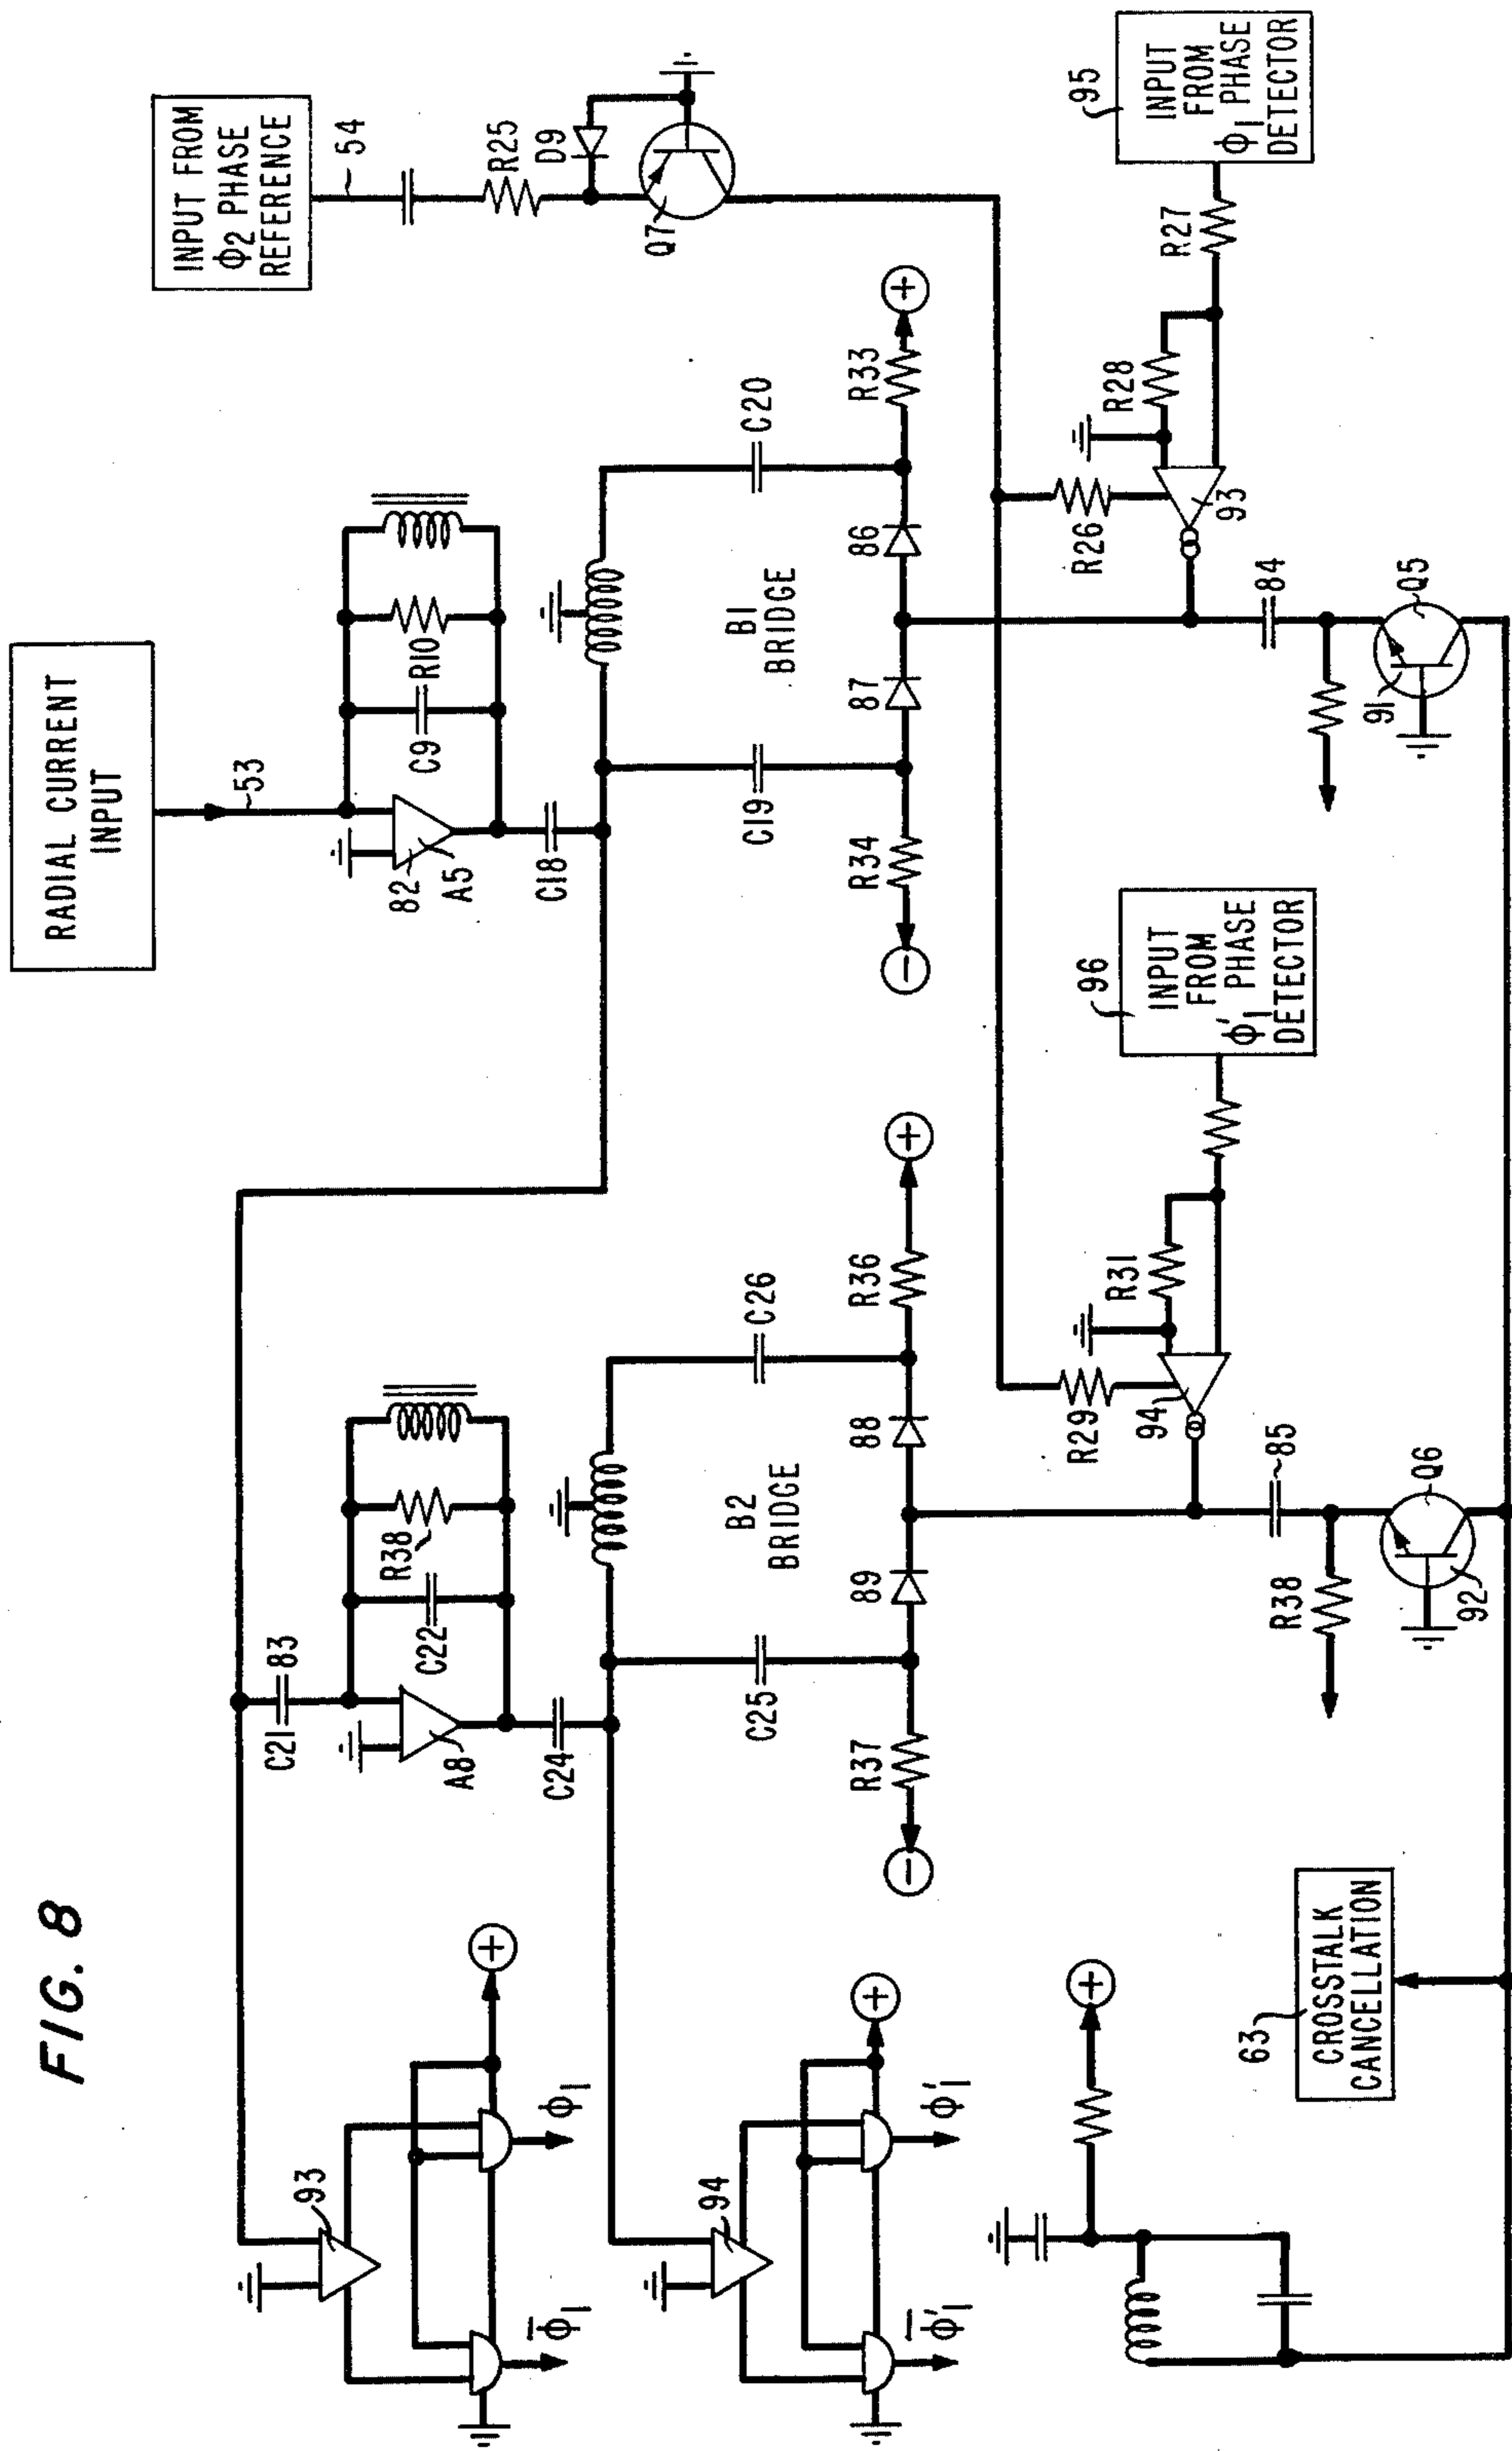 FIG. 8
RADIAL CURRENT
INPUT
53
82
A5
C9
R10
C18
INPUT FROM
Φ2 PHASE
REFERENCE
54
R25
D9
Q7
C19
C20
B1
BRIDGE
R34
87
86
R33
−
+
C21
83
A8
C22
R38
C24
C25
C26
B2
BRIDGE
R37
89
88
R36
−
+
93
ϕ̅1
ϕ1
+
94
ϕ̅'1
ϕ'1
+
95
INPUT
FROM
ϕ1 PHASE
DETECTOR
R27
R28
R26
93
84
91
Q5
96
INPUT
FROM
ϕ'1 PHASE
DETECTOR
R31
R29
94
85
R38
92
Q6
+
63
CROSSTALK
CANCELLATION